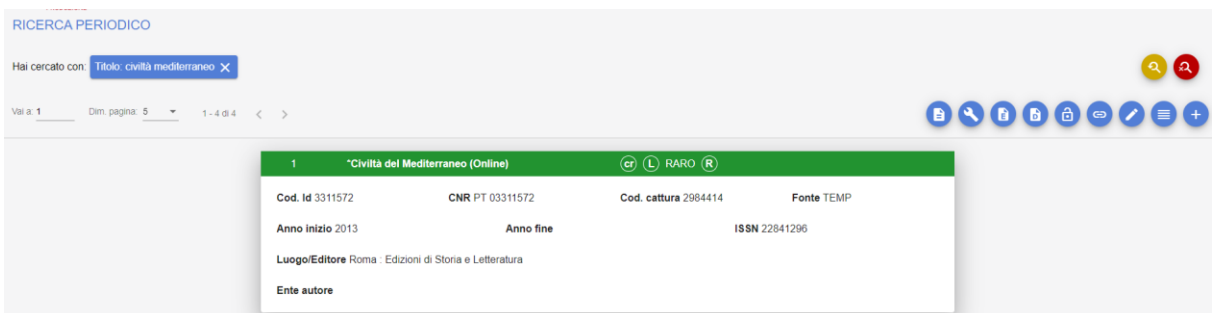 RICERCA PERIODICO
Hai cercato con: Titolo: civiltà mediterraneo X
Vai a: 1 Dim. pagina: 5 1 - 4 di 4
1 "Civiltà del Mediterraneo (Online) cr L RARO R
Cod. Id 3311572 CNR PT 03311572 Cod. cattura 2984414 Fonte TEMP
Anno inizio 2013 Anno fine ISSN 22841296
Luogo/Editore Roma : Edizioni di Storia e Letteratura
Ente autore